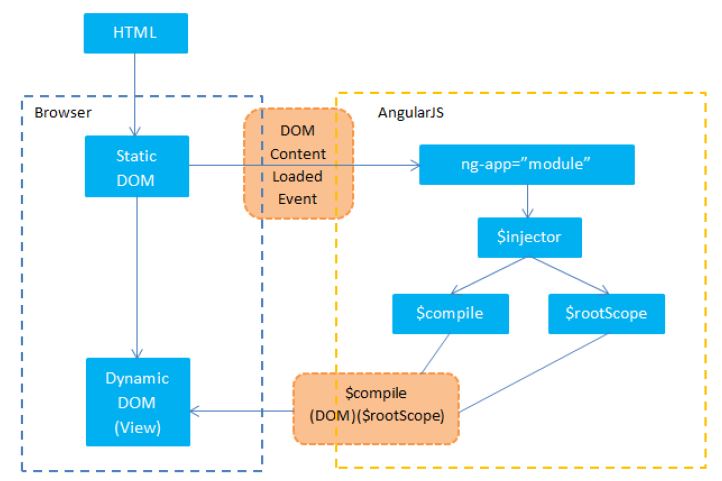 HTML
Browser
AngularJS
Static
DOM
DOM
Content
Loaded
Event
ng-app=”module”
$injector
$compile
$rootScope
Dynamic
DOM
(View)
$compile
(DOM)($rootScope)